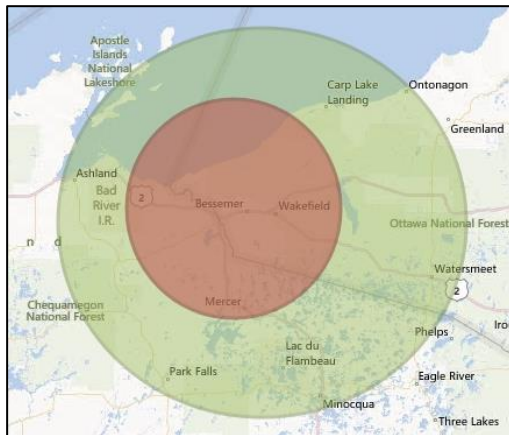 Apostle
Islands
National
Lakeshore
Carp Lake
Landing
Ontonagon
Greenland
Ashland
Bad
River
I.R.
2
Bessemer
Wakefield
Ottawa National Forest
n d
Watersmeet
2
Chequamegon
National Forest
Mercer
Phelps
Iro
Lac du
Flambeau
Park Falls
Eagle River
Minocqua
Three Lakes